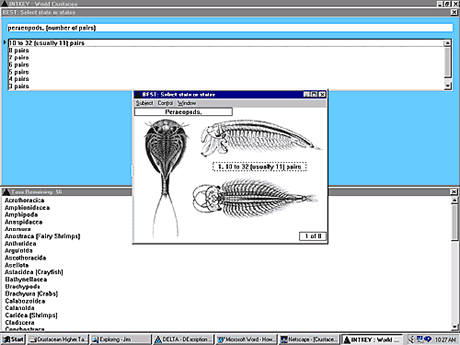 INTKEY : World Crustacea
BEST: Select state or states
peraeopods, (number of pairs)
10 to 32 (usually 11) pairs
8 pairs
7 pairs
6 pairs
5 pairs
4 pairs
3 pairs
BEST: Select state or states
Subject Control Window
Peraeopods,
1. 10 to 32 (usually 11) pairs
1 of 8
Taxa Remaining: 56
Acrothoracica
Amphionidacea
Amphipoda
Anaspidacea
Anomura
Anostraca (Fairy Shrimps)
Anthuridea
Arguloida
Ascothoracica
Asellota
Astacidea (Crayfish)
Bathynellacea
Brachypoda
Brachyura (Crabs)
Calabozoidea
Calanoida
Caridea (Shrimps)
Cladocera
Conchostraca
Start
Crustacean Higher Ta...
Exploring - Jim
DELTA - DEscription ...
Microsoft Word - How...
Netscape - [Crustacea...
INTKEY : World ...
10:27 AM